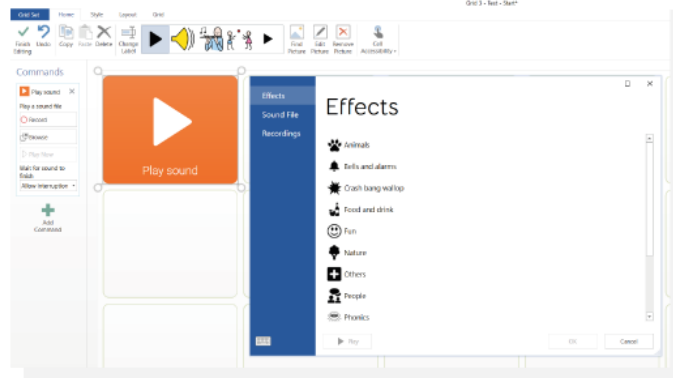 Grid 3 - Test - Start*
Grid Set Home Style Layout Grid
Finish Editing Undo Copy Paste Delete Change Label Find Picture Edit Picture Remove Picture Cell Accessibility
Commands
Play sound
Play a sound file
Record
Browse
Play Now
Wait for sound to
finish
Allow interruption
Add
Command
Play sound
Effects
Sound File
Recordings
Effects
Animals
Bells and alarms
Crash bang wallop
Food and drink
Fun
Nature
Others
People
Phonics
Play
OK Cancel